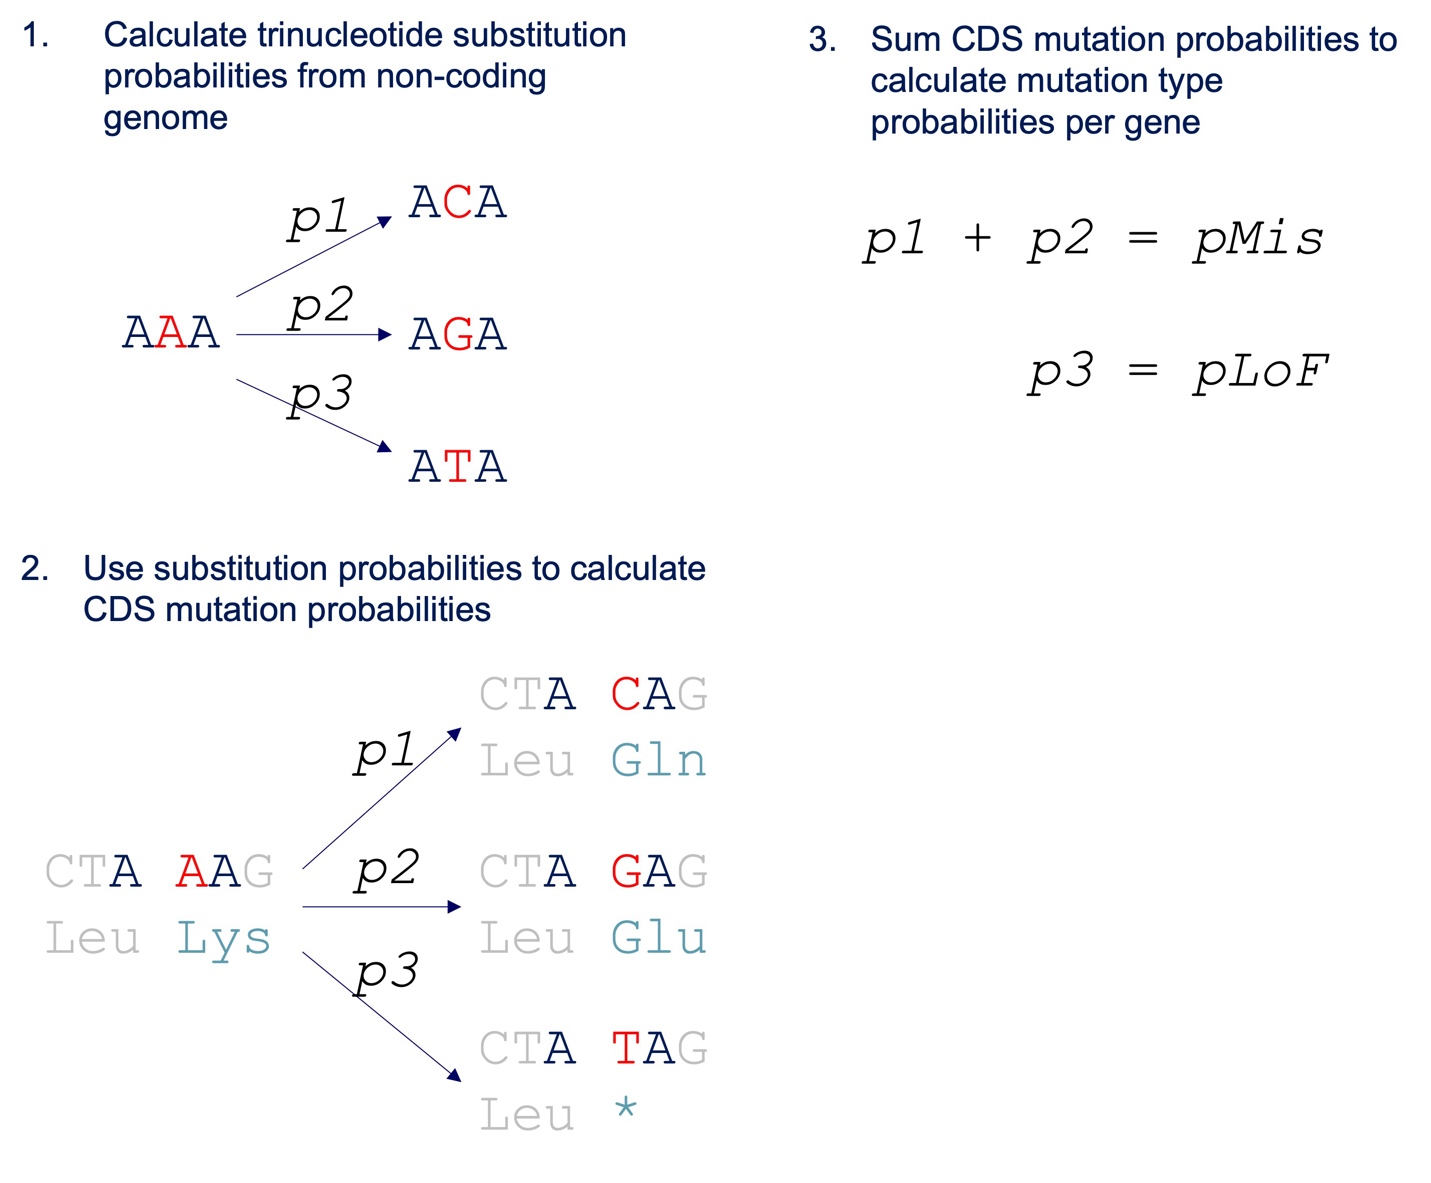 1. Calculate trinucleotide substitution
probabilities from non-coding
genome
p1
ACA
p2
AAA
AGA
p3
ATA
2. Use substitution probabilities to calculate
CDS mutation probabilities
CTA CAG
p1
Leu Gln
CTA AAG
p2
CTA GAG
Leu Lys
Leu Glu
p3
CTA TAG
Leu *
3. Sum CDS mutation probabilities to
calculate mutation type
probabilities per gene
p1 + p2 = pMis
p3 = pLoF